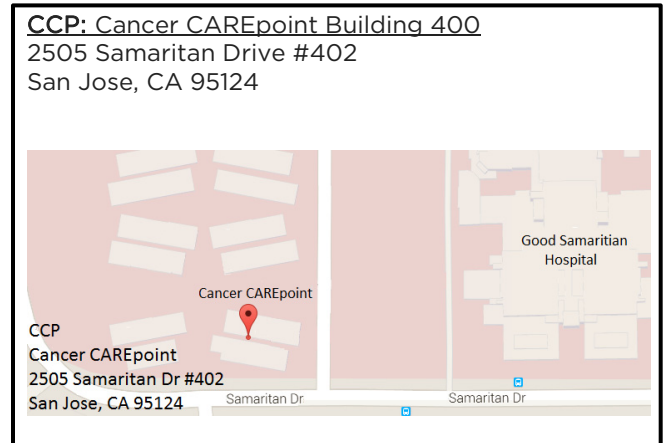 CCP: Cancer CAREpoint Building 400
2505 Samaritan Drive #402
San Jose, CA 95124
Good Samaritian
Hospital
Cancer CAREpoint
CCP
Cancer CAREpoint
2505 Samaritan Dr #402
San Jose, CA 95124
Samaritan Dr
Samaritan Dr